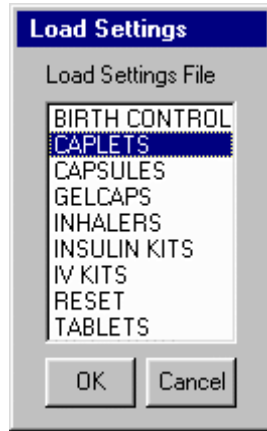 Load Settings
Load Settings File
BIRTH CONTROL
CAPLETS
CAPSULES
GELCAPS
INHALERS
INSULIN KITS
IV KITS
RESET
TABLETS
OK Cancel